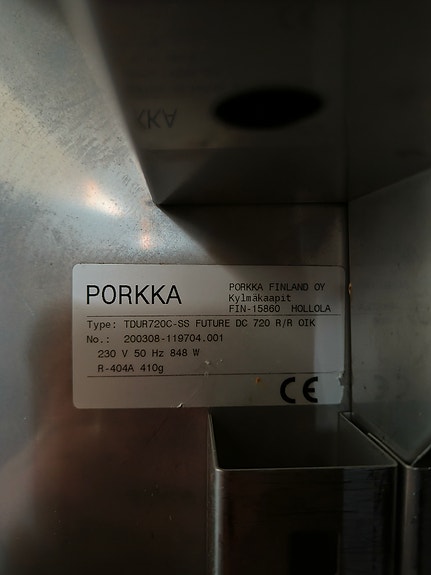 PORKKA
PORKKA FINLAND OY
Kylmäkaapit
FIN-15860 HOLLOLA
Type: TDUR720C-SS FUTURE DC 720 R/R OIK
No.: 200308-119704.001
230 V 50 Hz 848 W
R-404A 410g
CE